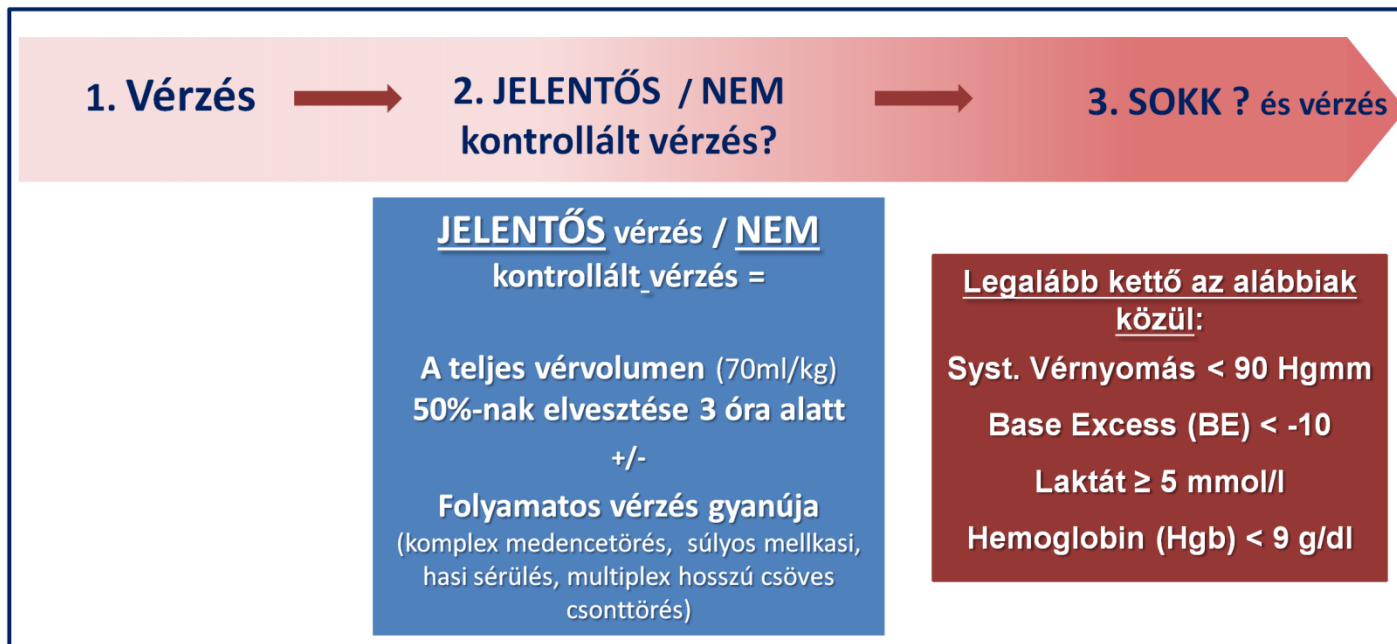 1. Vérzés
2. JELENTŐS / NEM
kontrollált vérzés?
3. SOKK ? és vérzés
JELENTŐS vérzés / NEM
kontrollált_vérzés =
A teljes vérvolumen (70ml/kg)
50%-nak elvesztése 3 óra alatt
+/-
Folyamatos vérzés gyanúja
(komplex medencetörés, súlyos mellkasi,
hasi sérülés, multiplex hosszú csöves
csonttörés)
Legalább kettő az alábbiak
közül:
Syst. Vérnyomás < 90 Hgmm
Base Excess (BE) < -10
Laktát ≥ 5 mmol/l
Hemoglobin (Hgb) < 9 g/dl